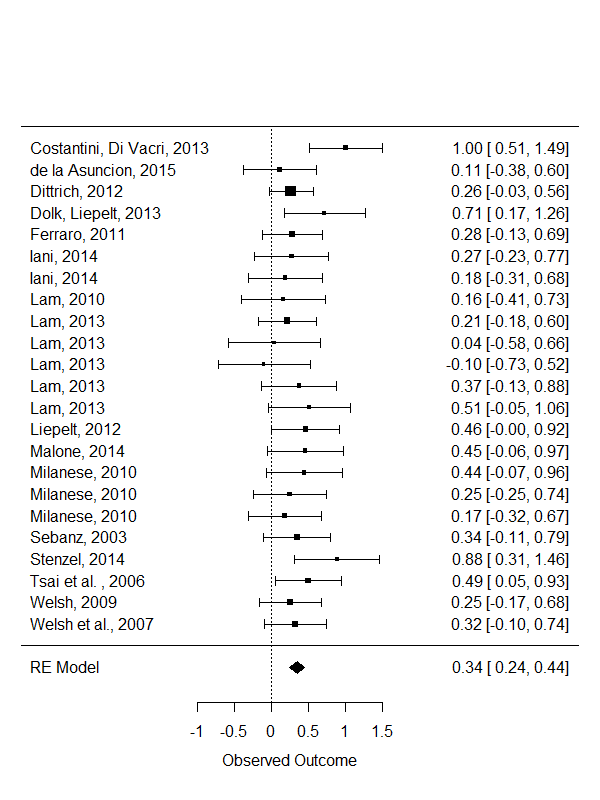 Costantini, Di Vacri, 2013 1.00 [ 0.51, 1.49]
de la Asuncion, 2015 0.11 [-0.38, 0.60]
Dittrich, 2012 0.26 [-0.03, 0.56]
Dolk, Liepelt, 2013 0.71 [ 0.17, 1.26]
Ferraro, 2011 0.28 [-0.13, 0.69]
Iani, 2014 0.27 [-0.23, 0.77]
Iani, 2014 0.18 [-0.31, 0.68]
Lam, 2010 0.16 [-0.41, 0.73]
Lam, 2013 0.21 [-0.18, 0.60]
Lam, 2013 0.04 [-0.58, 0.66]
Lam, 2013 -0.10 [-0.73, 0.52]
Lam, 2013 0.37 [-0.13, 0.88]
Lam, 2013 0.51 [-0.05, 1.06]
Liepelt, 2012 0.46 [-0.00, 0.92]
Malone, 2014 0.45 [-0.06, 0.97]
Milanese, 2010 0.44 [-0.07, 0.96]
Milanese, 2010 0.25 [-0.25, 0.74]
Milanese, 2010 0.17 [-0.32, 0.67]
Sebanz, 2003 0.34 [-0.11, 0.79]
Stenzel, 2014 0.88 [ 0.31, 1.46]
Tsai et al. , 2006 0.49 [ 0.05, 0.93]
Welsh, 2009 0.25 [-0.17, 0.68]
Welsh et al., 2007 0.32 [-0.10, 0.74]
RE Model 0.34 [ 0.24, 0.44]
-1 -0.5 0 0.5 1 1.5
Observed Outcome